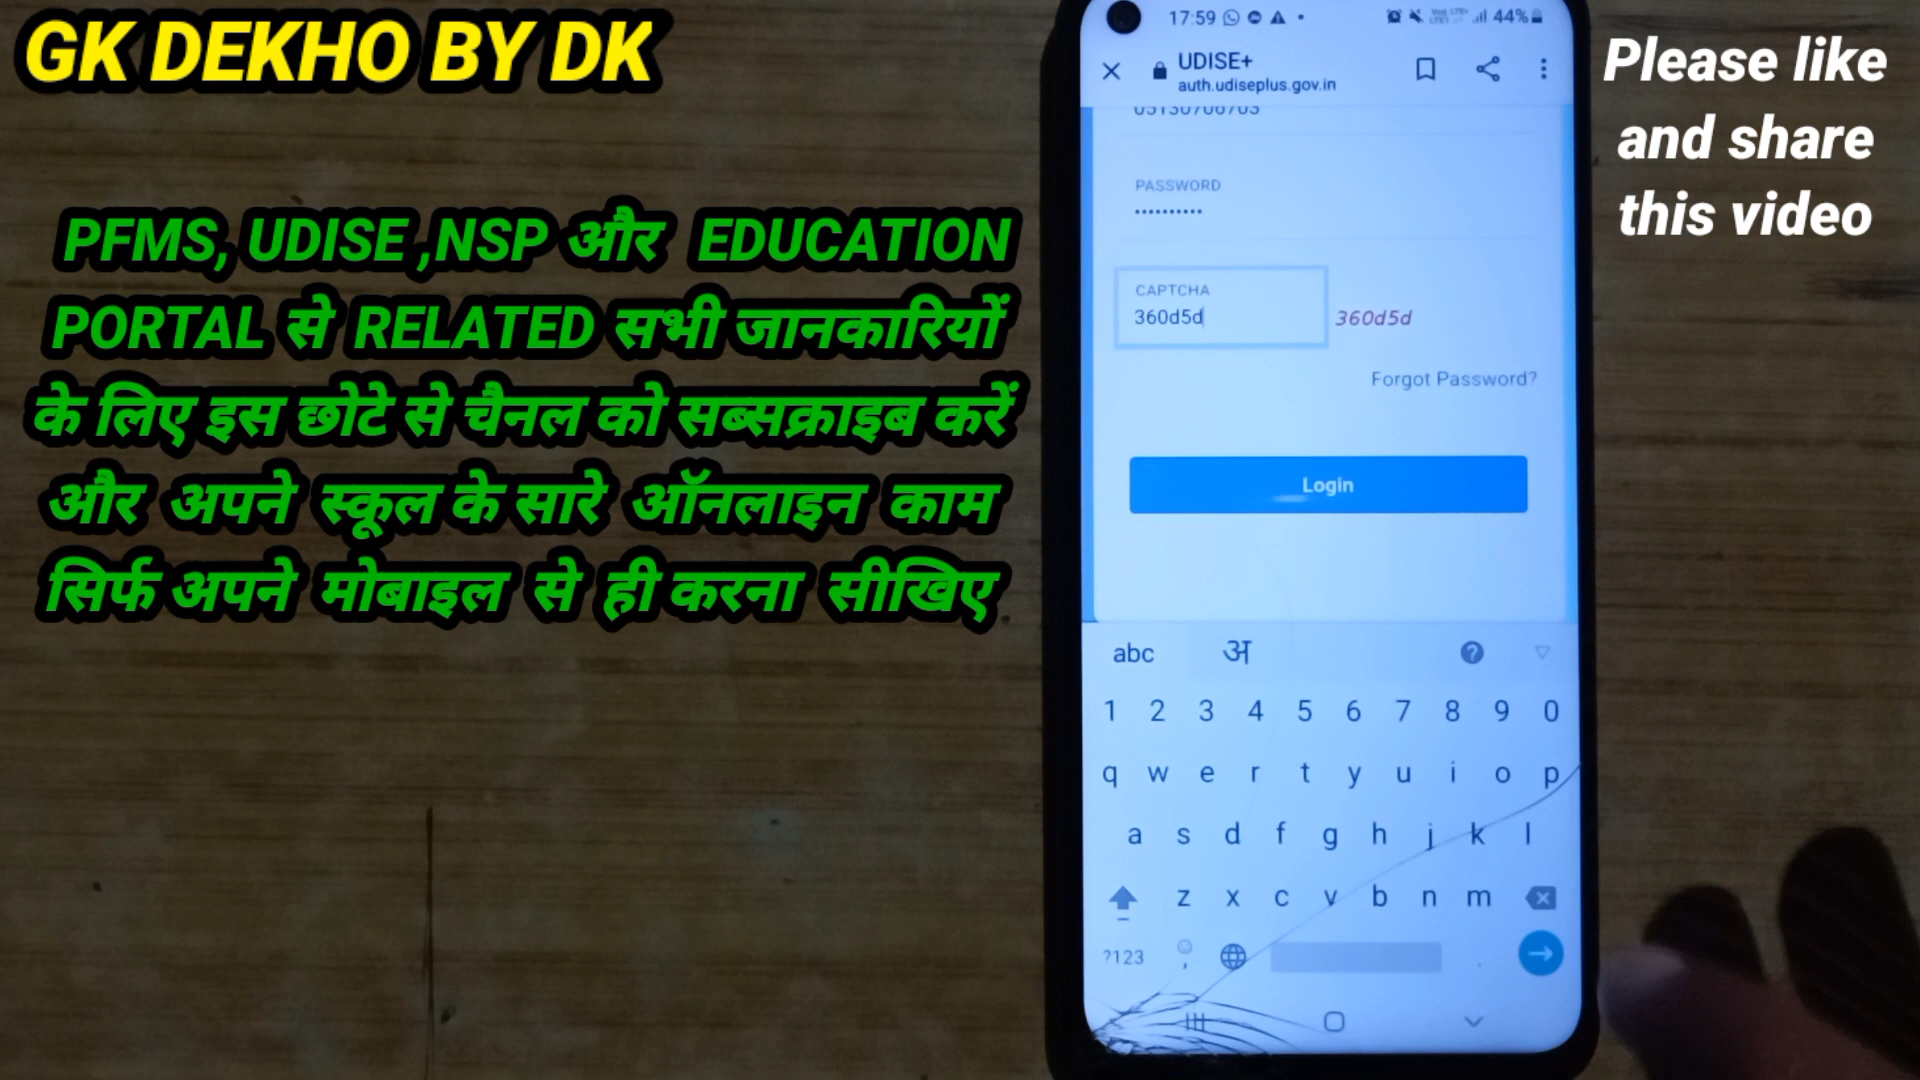 GK DEKHO BY DK
PFMS, UDISE ,NSP और EDUCATION
PORTAL से RELATED सभी जानकारियों
के लिए इस छोटे से चैनल को सब्सक्राइब करें
और अपने स्कूल के सारे ऑनलाइन काम
सिर्फ अपने मोबाइल से ही करना सीखिए
Please like
and share
this video
17:59 44%
UDISE+
auth.udiseplus.gov.in
PASSWORD
••••••••••
CAPTCHA
360d5d 360d5d
Forgot Password?
Login
abc अ
1 2 3 4 5 6 7 8 9 0
q w e r t y u i o p
a s d f g h j k l
z x c v b n m
?123 ,